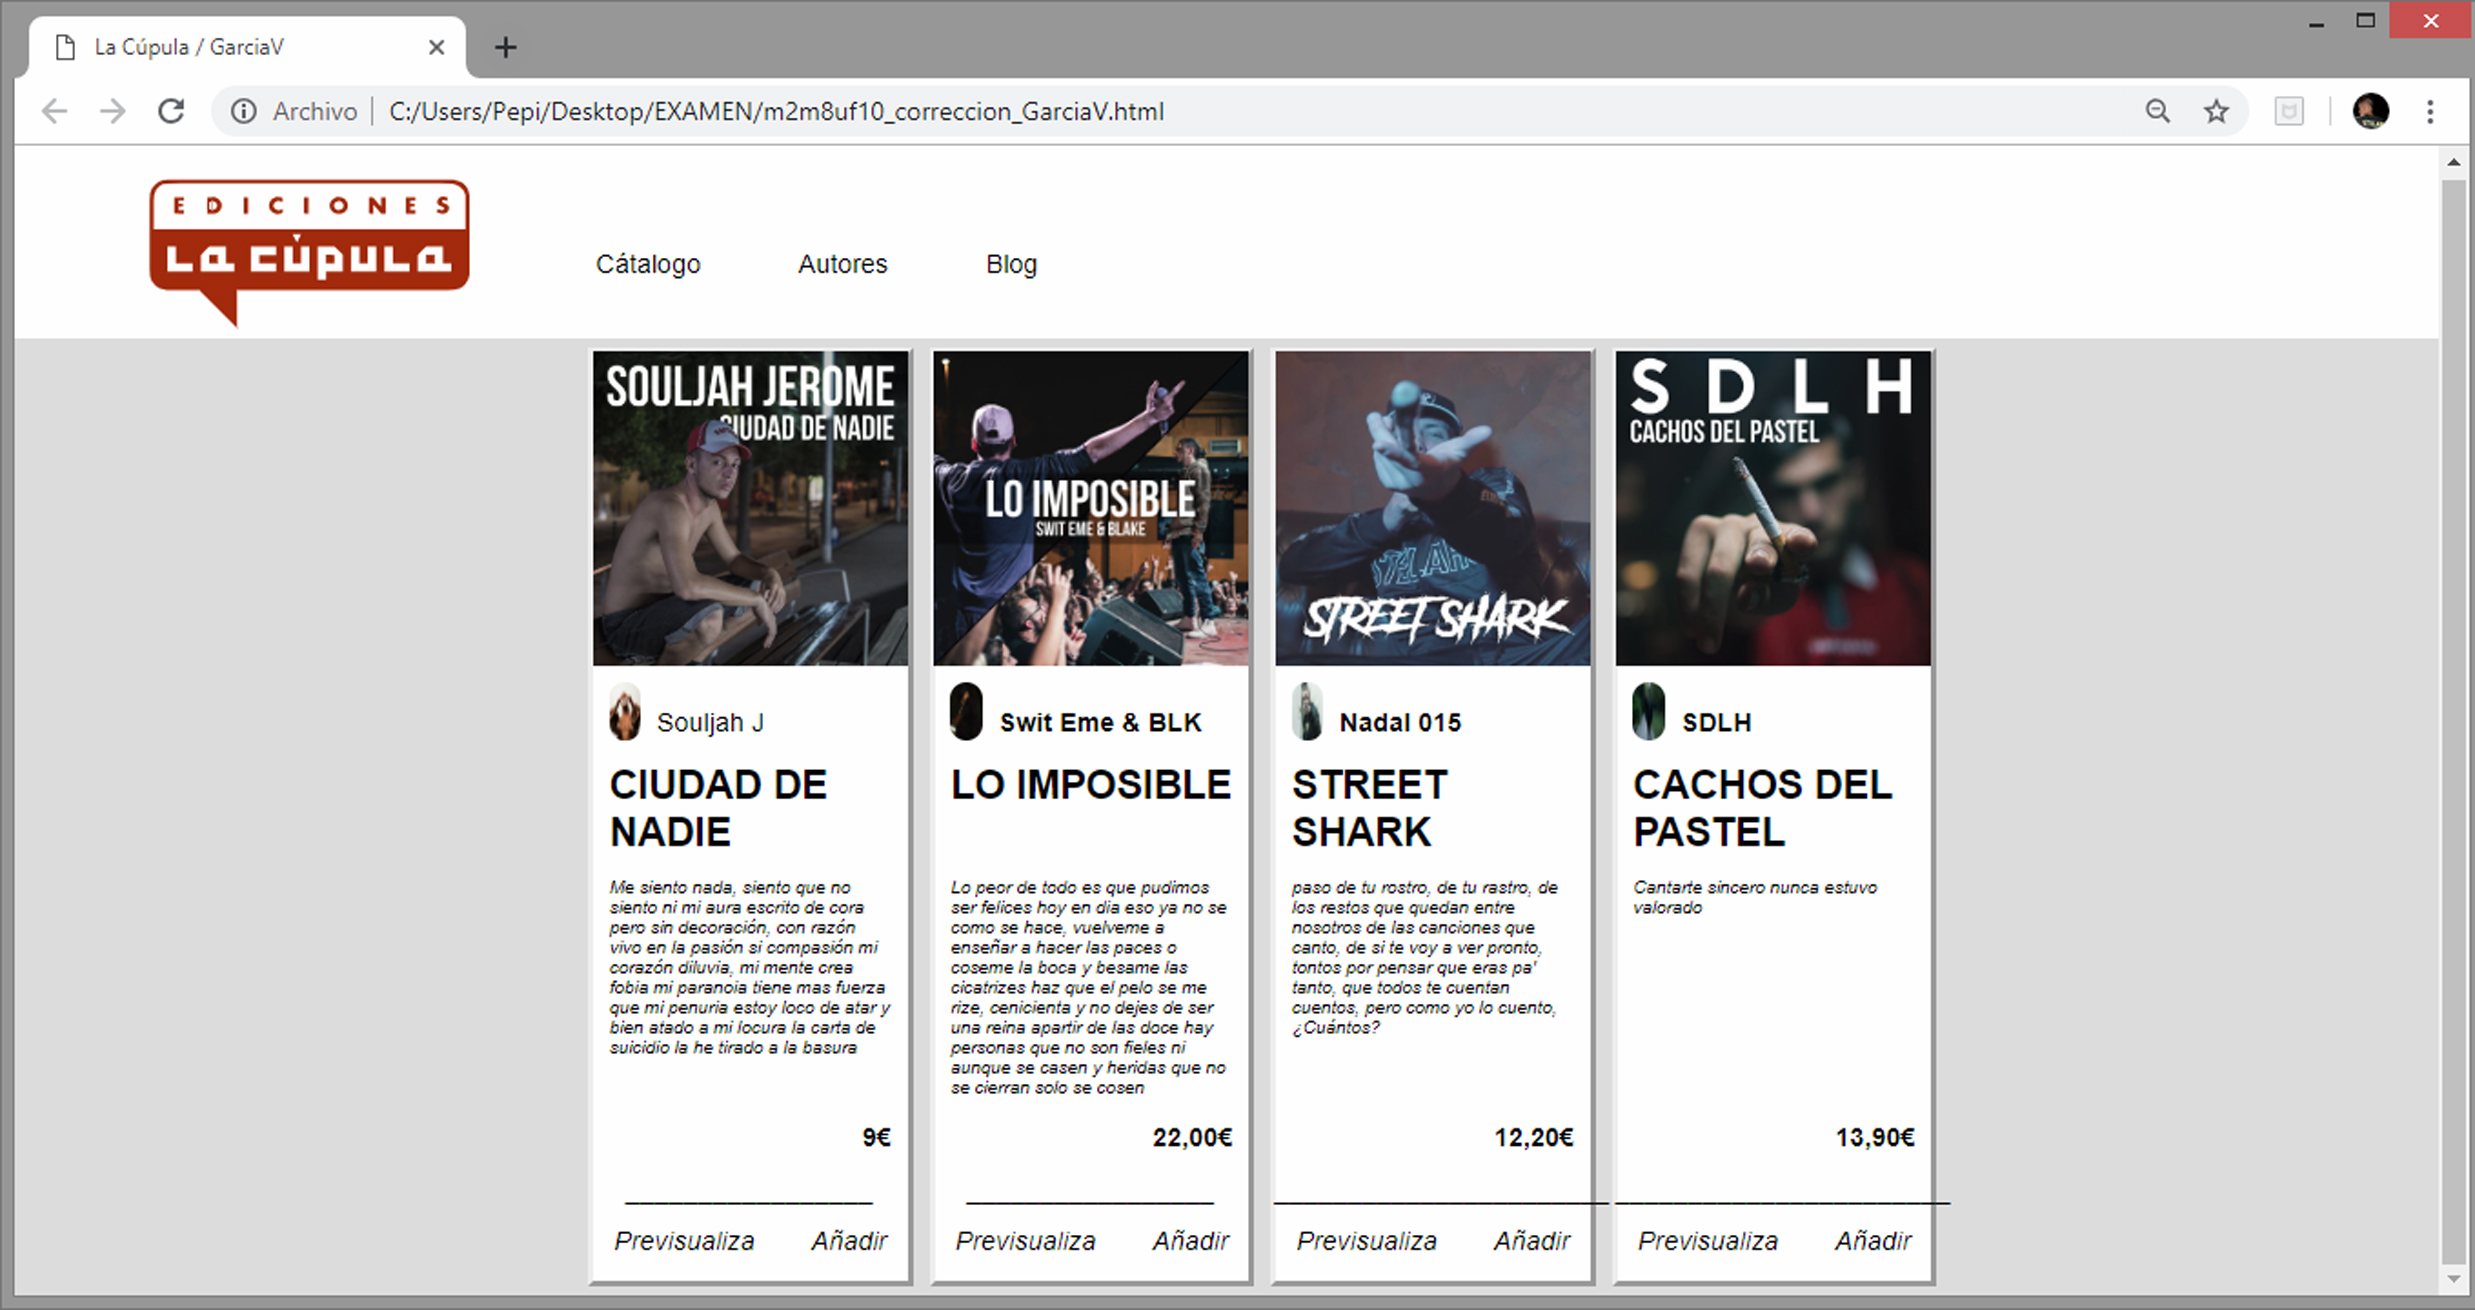 La Cúpula / GarciaV
Archivo
C:/Users/Pepi/Desktop/EXAMEN/m2m8uf10_correccion_GarciaV.html
EDICIONES
La CÚPULa
Cátalogo
Autores
Blog
SOULJAH JEROME
CIUDAD DE NADIE
Souljah J
CIUDAD DE
NADIE
Me siento nada, siento que no
siento ni mi aura escrito de cora
pero sin decoración, con razón
vivo en la pasión si compasión mi
corazón diluvia, mi mente crea
fobia mi paranoia tiene mas fuerza
que mi penuria estoy loco de atar y
bien atado a mi locura la carta de
suicidio la he tirado a la basura
9€
Previsualiza
Añadir
LO IMPOSIBLE
SWIT EME & BLAKE
Swit Eme & BLK
LO IMPOSIBLE
Lo peor de todo es que pudimos
ser felices hoy en dia eso ya no se
como se hace, vuelveme a
enseñar a hacer las paces o
coseme la boca y besame las
cicatrizes haz que el pelo se me
rize, cenicienta y no dejes de ser
una reina apartir de las doce hay
personas que no son fieles ni
aunque se casen y heridas que no
se cierran solo se cosen
22,00€
Previsualiza
Añadir
STREET SHARK
Nadal 015
STREET
SHARK
paso de tu rostro, de tu rastro, de
los restos que quedan entre
nosotros de las canciones que
canto, de si te voy a ver pronto,
tontos por pensar que eras pa'
tanto, que todos te cuentan
cuentos, pero como yo lo cuento,
¿Cuántos?
12,20€
Previsualiza
Añadir
SDLH
CACHOS DEL PASTEL
SDLH
CACHOS DEL
PASTEL
Cantarte sincero nunca estuvo
valorado
13,90€
Previsualiza
Añadir